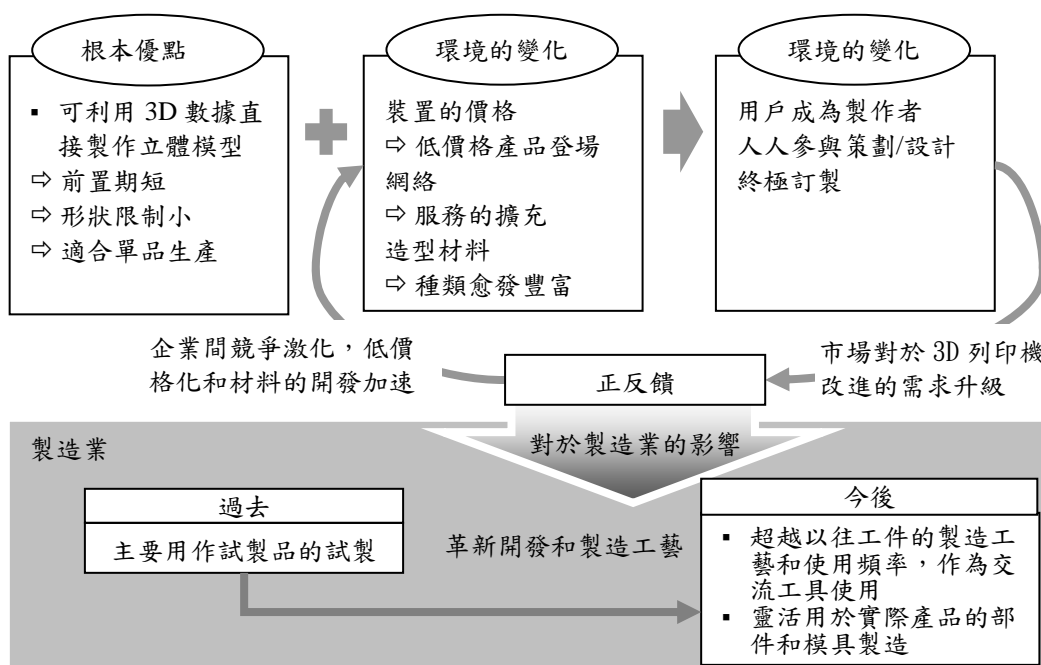 根本優點
▪ 可利用 3D 數據直
接製作立體模型
⇨ 前置期短
⇨ 形狀限制小
⇨ 適合單品生產
環境的變化
裝置的價格
⇨ 低價格產品登場
網絡
⇨ 服務的擴充
造型材料
⇨ 種類愈發豐富
環境的變化
用戶成為製作者
人人參與策劃/設計
終極訂製
企業間競爭激化，低價
格化和材料的開發加速
正反饋
市場對於 3D 列印機
改進的需求升級
製造業
對於製造業的影響
過去
主要用作試製品的試製
革新開發和製造工藝
今後
▪ 超越以往工件的製造工
藝和使用頻率，作為交
流工具使用
▪ 靈活用於實際產品的部
件和模具製造